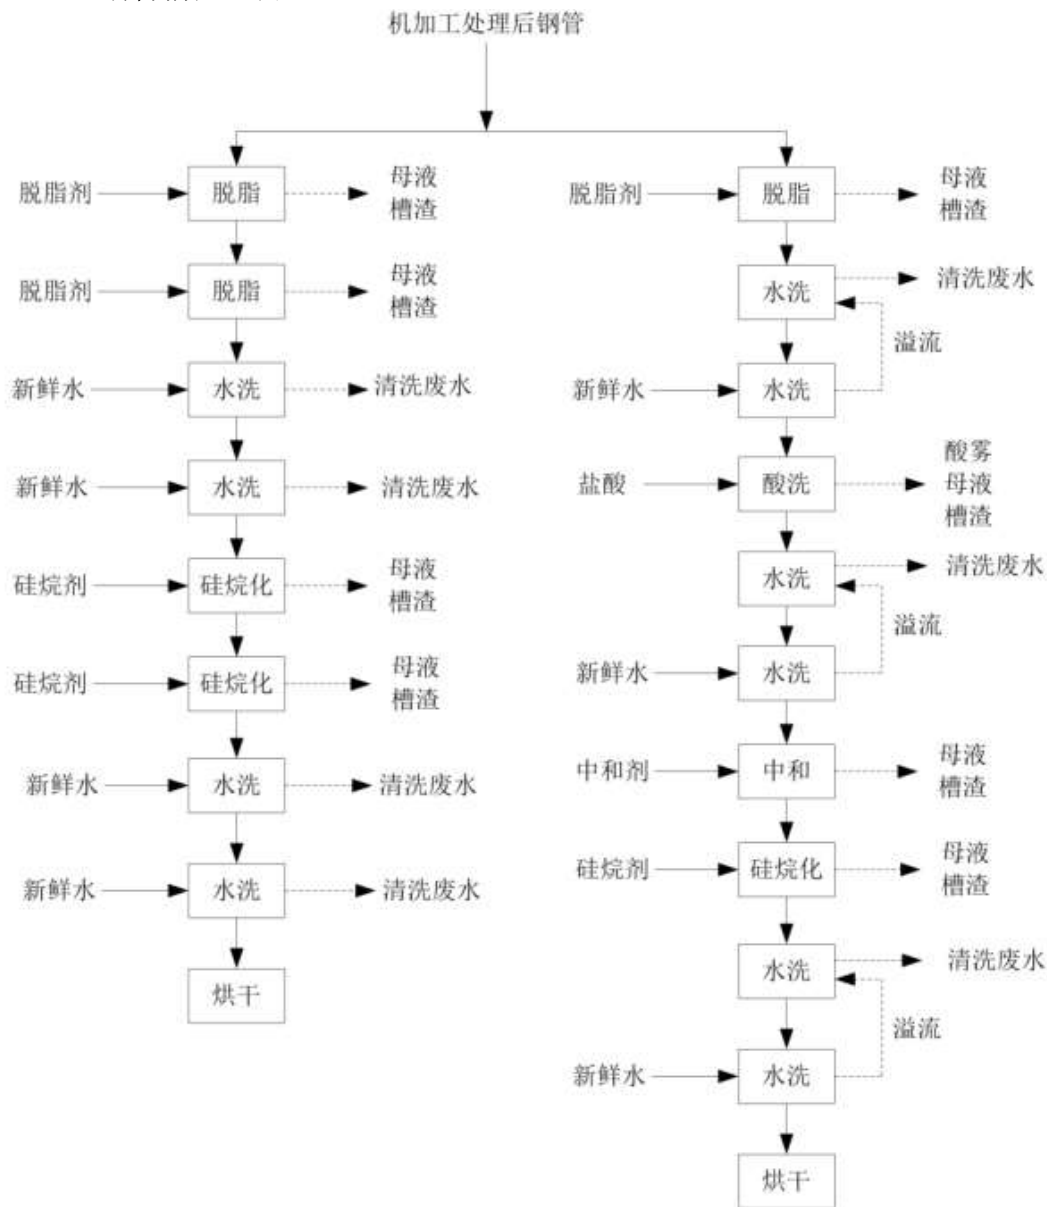 机加工处理后钢管
脱脂剂
脱脂
母液
槽渣
脱脂剂
脱脂
母液
槽渣
新鲜水
水洗
清洗废水
新鲜水
水洗
清洗废水
硅烷剂
硅烷化
母液
槽渣
硅烷剂
硅烷化
母液
槽渣
新鲜水
水洗
清洗废水
新鲜水
水洗
清洗废水
烘干
脱脂剂
脱脂
母液
槽渣
水洗
清洗废水
溢流
新鲜水
水洗
盐酸
酸洗
酸雾
母液
槽渣
水洗
清洗废水
溢流
新鲜水
水洗
中和剂
中和
母液
槽渣
硅烷剂
硅烷化
母液
槽渣
水洗
清洗废水
溢流
新鲜水
水洗
烘干